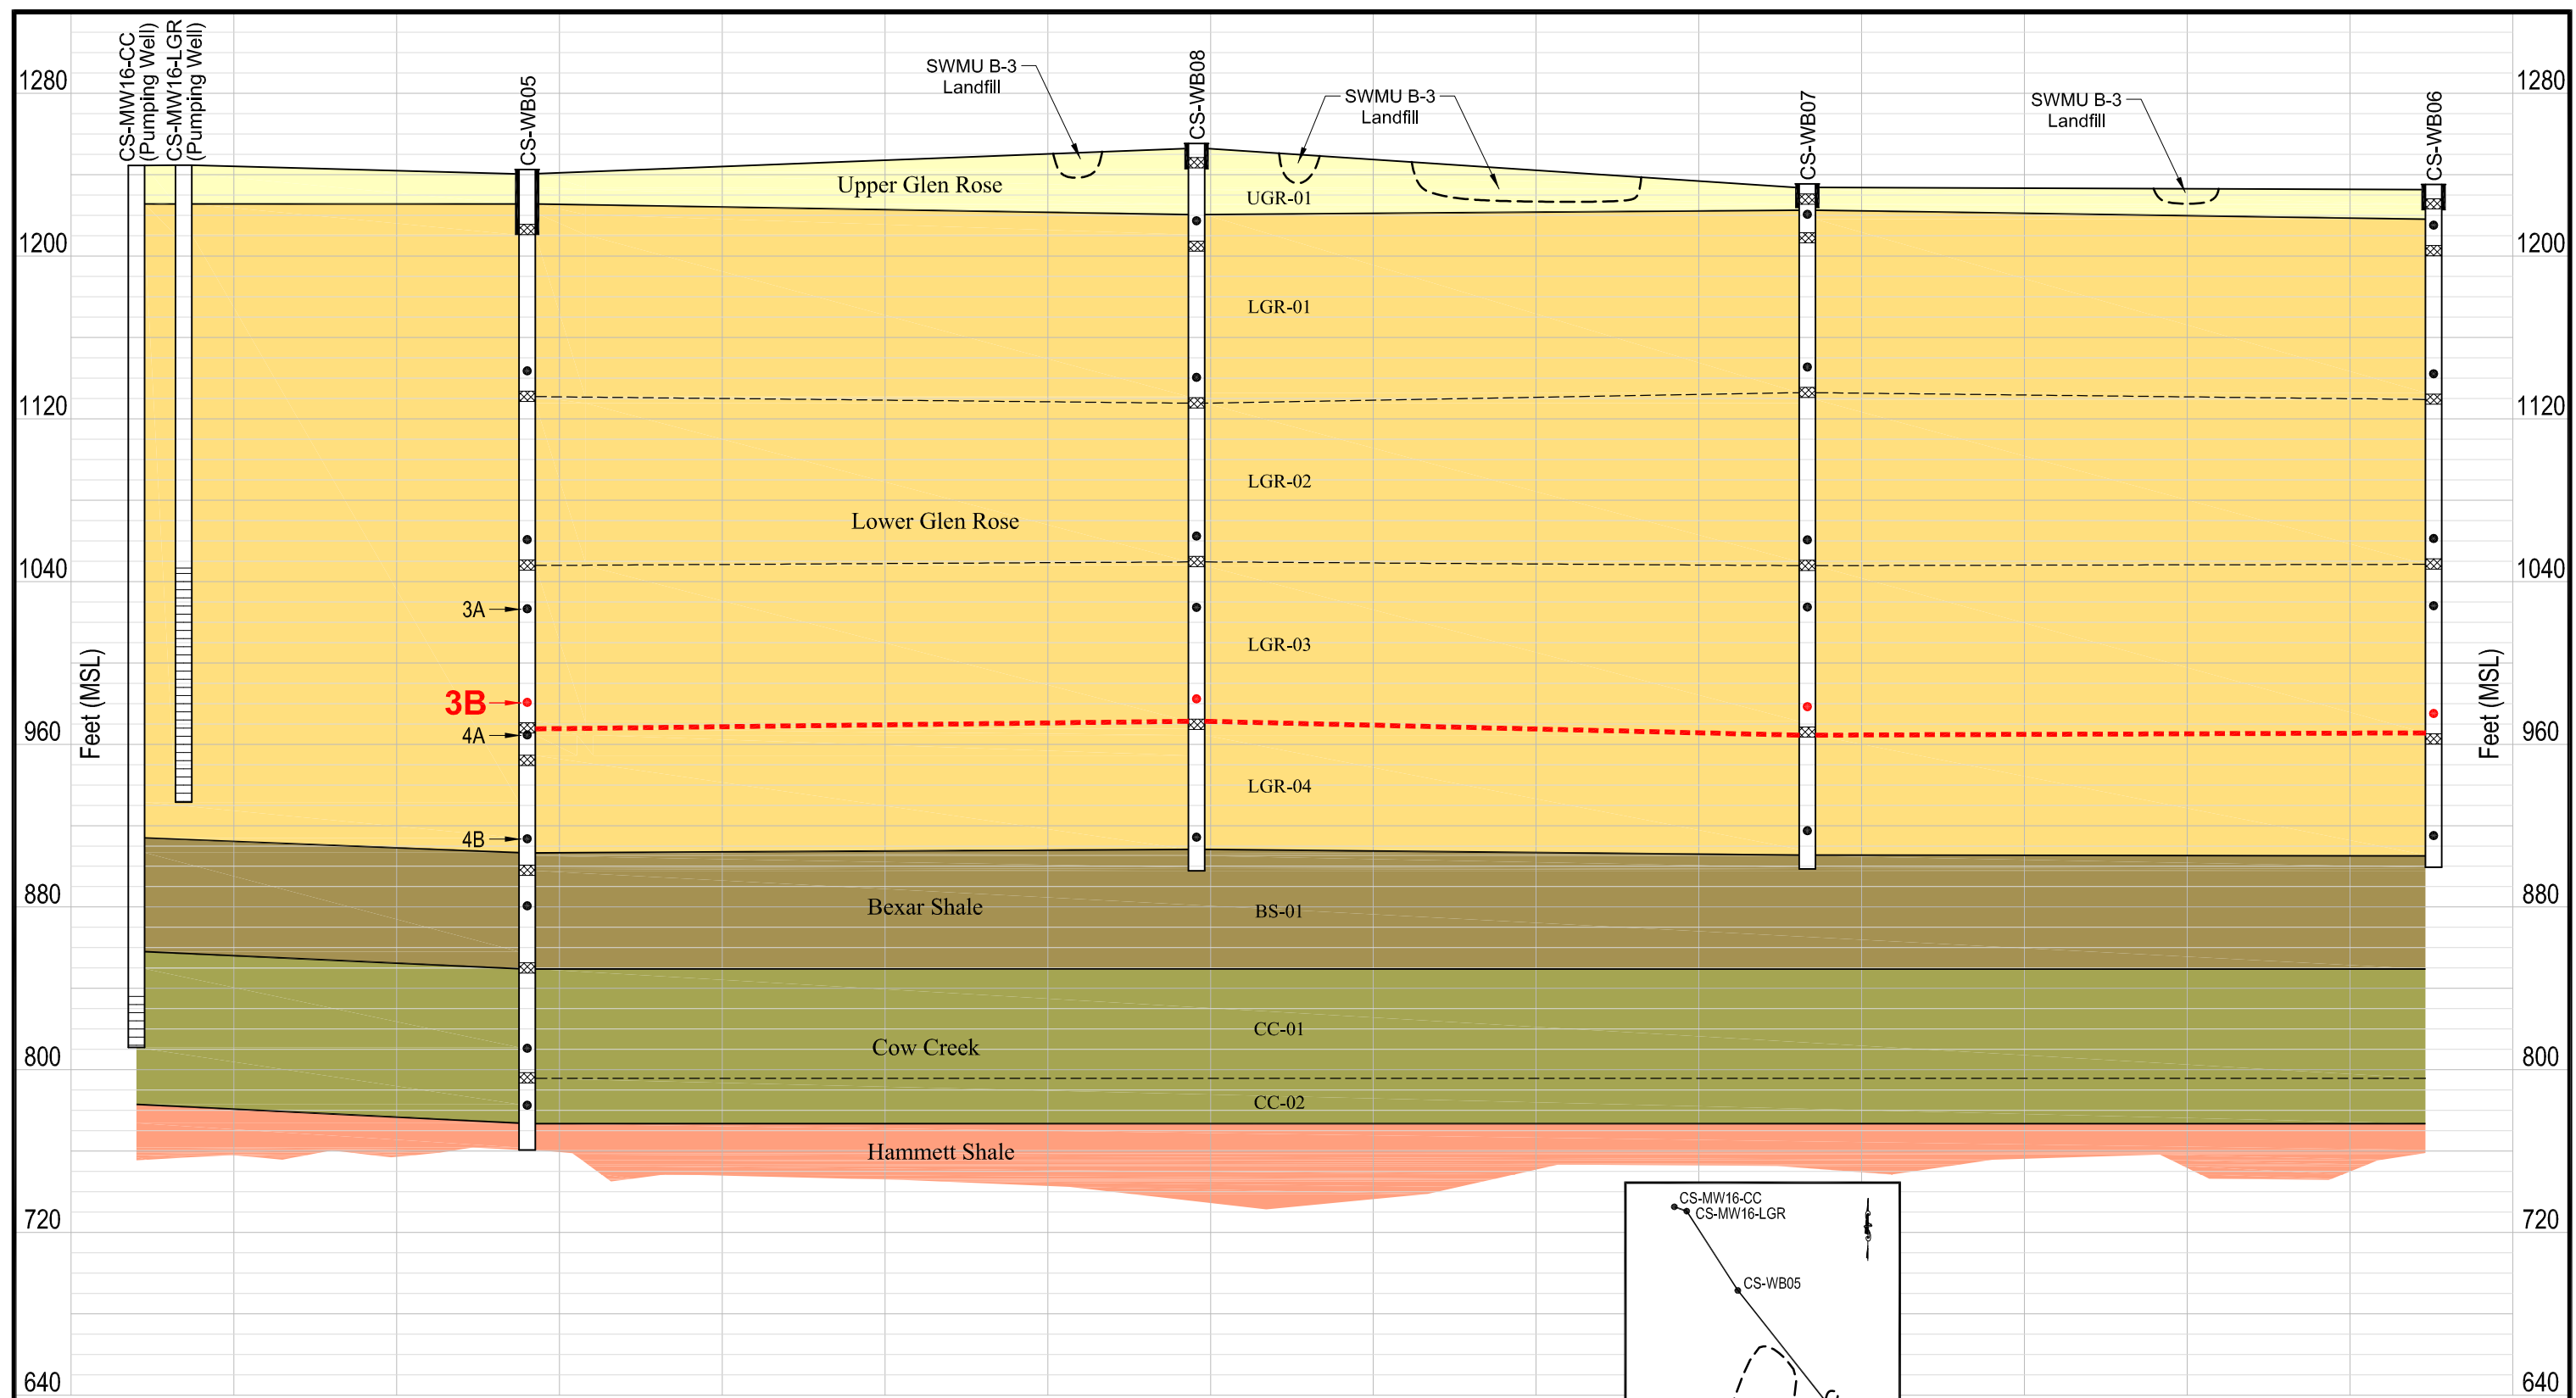 CS-MW16-CC
(Pumping Well)
CS-MW16-LGR
(Pumping Well)
CS-WB05
SWMU B-3
Landfill
CS-WB08
SWMU B-3
Landfill
CS-WB07
SWMU B-3
Landfill
CS-WB06
1280
1280
Upper Glen Rose
UGR-01
1200
1200
LGR-01
1120
1120
LGR-02
Lower Glen Rose
1040
1040
3A
LGR-03
Feet (MSL)
Feet (MSL)
3B
960
960
4A
LGR-04
4B
880
880
Bexar Shale
BS-01
CC-01
Cow Creek
800
800
CC-02
Hammett Shale
CS-MW16-CC
CS-MW16-LGR
720
720
CS-WB05
640
640